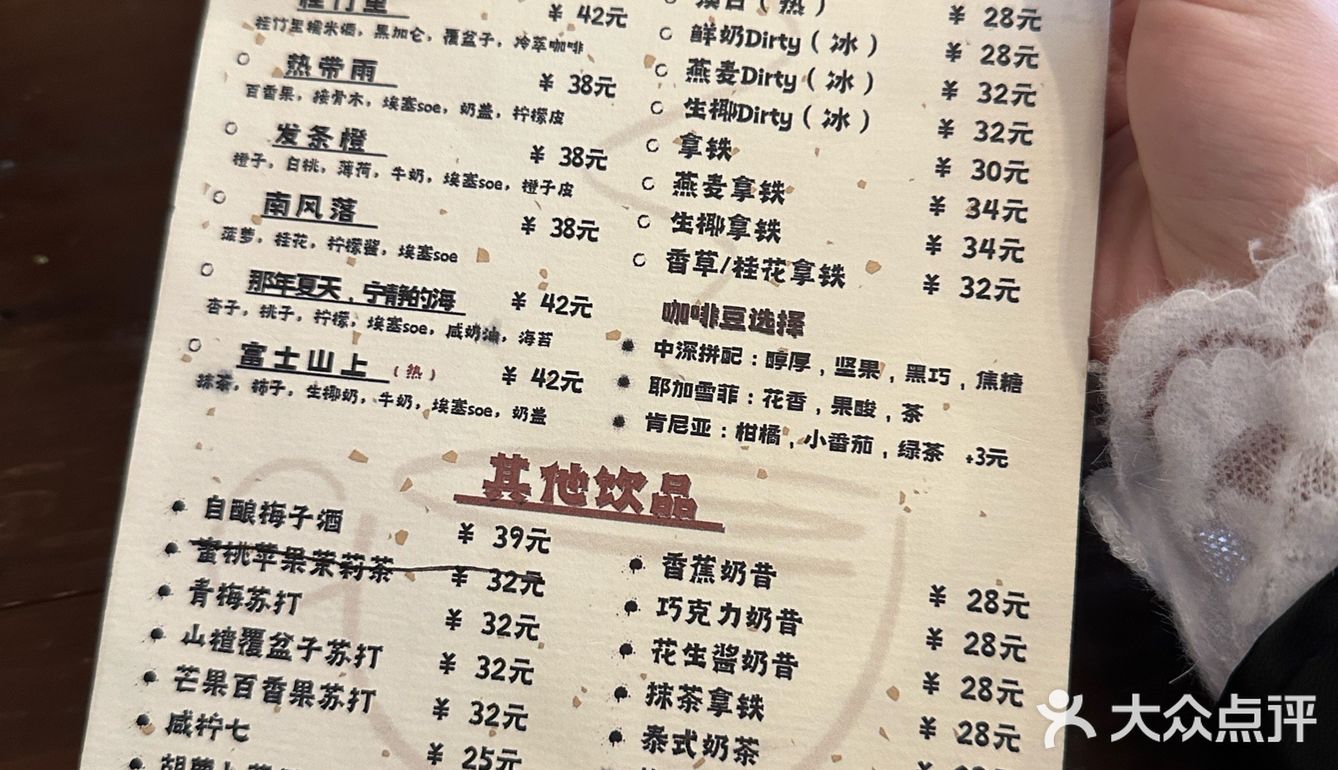 桂竹里 ¥ 42元
桂竹里糯米酒，黑加仑，覆盆子，冷萃咖啡
热带雨 ¥ 38元
百香果，接骨木，埃塞soe，奶盖，柠檬皮
发条橙 ¥ 38元
橙子，白桃，薄荷，牛奶，埃塞soe，橙子皮
南风落 ¥ 38元
菠萝，桂花，柠檬酱，埃塞soe
那年夏天，宁静的海 ¥ 42元
杏子，桃子，柠檬，埃塞soe，咸奶油，海苔
富士山上（热） ¥ 42元
抹茶，柿子，生椰奶，牛奶，埃塞soe，奶盖
澳白（热） ¥ 28元
鲜奶Dirty（冰） ¥ 28元
燕麦Dirty（冰） ¥ 32元
生椰Dirty（冰） ¥ 32元
拿铁 ¥ 30元
燕麦拿铁 ¥ 34元
生椰拿铁 ¥ 34元
香草/桂花拿铁 ¥ 32元
咖啡豆选择
中深拼配：醇厚，坚果，黑巧，焦糖
耶加雪菲：花香，果酸，茶
肯尼亚：柑橘，小番茄，绿茶 +3元
其他饮品
自酿梅子酒 ¥ 39元
蜜桃苹果茉莉茶 ¥ 32元
青梅苏打 ¥ 32元
山楂覆盆子苏打 ¥ 32元
芒果百香果苏打 ¥ 32元
咸柠七 ¥ 25元
胡萝卜
香蕉奶昔 ¥ 28元
巧克力奶昔 ¥ 28元
花生酱奶昔 ¥ 28元
抹茶拿铁 ¥ 28元
泰式奶茶
大众点评